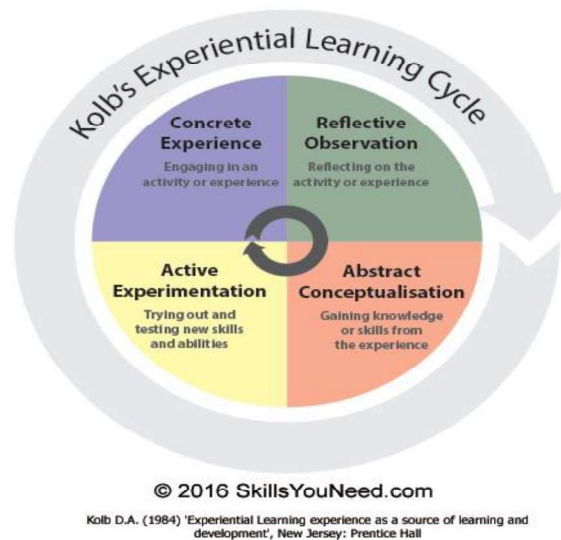 Kolb's Experiential Learning Cycle
Concrete
Experience
Engaging in an
activity or experience
Reflective
Observation
Reflecting on the
activity or experience
Active
Experimentation
Trying out and
testing new skills
and abilities
Abstract
Conceptualisation
Gaining knowledge
or skills from
the experience
© 2016 SkillsYouNeed.com
Kolb D.A. (1984) 'Experiential Learning experience as a source of learning and
development', New Jersey: Prentice Hall